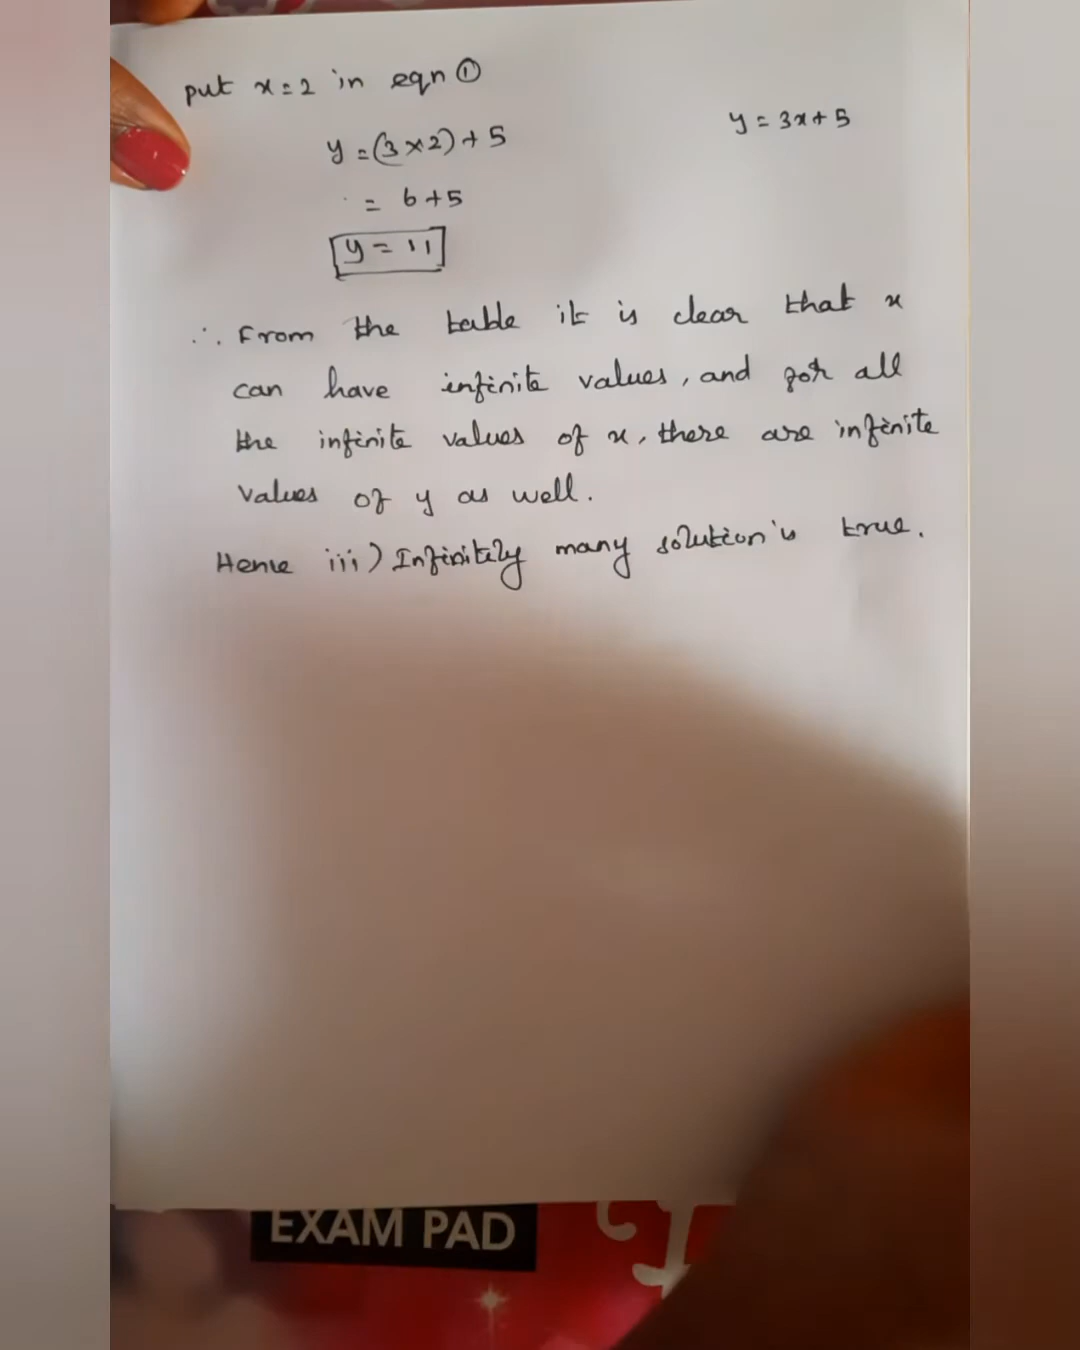 put x=2 in eqn ①
y = 3x+5
y =(3×2)+5
= 6+5
y = 11
∴ From the table it is clear that x
can have infinite values, and for all
the infinite values of x, there are infinite
values of y as well.
Hence iii) Infinitely many solution is true.
EXAM PAD